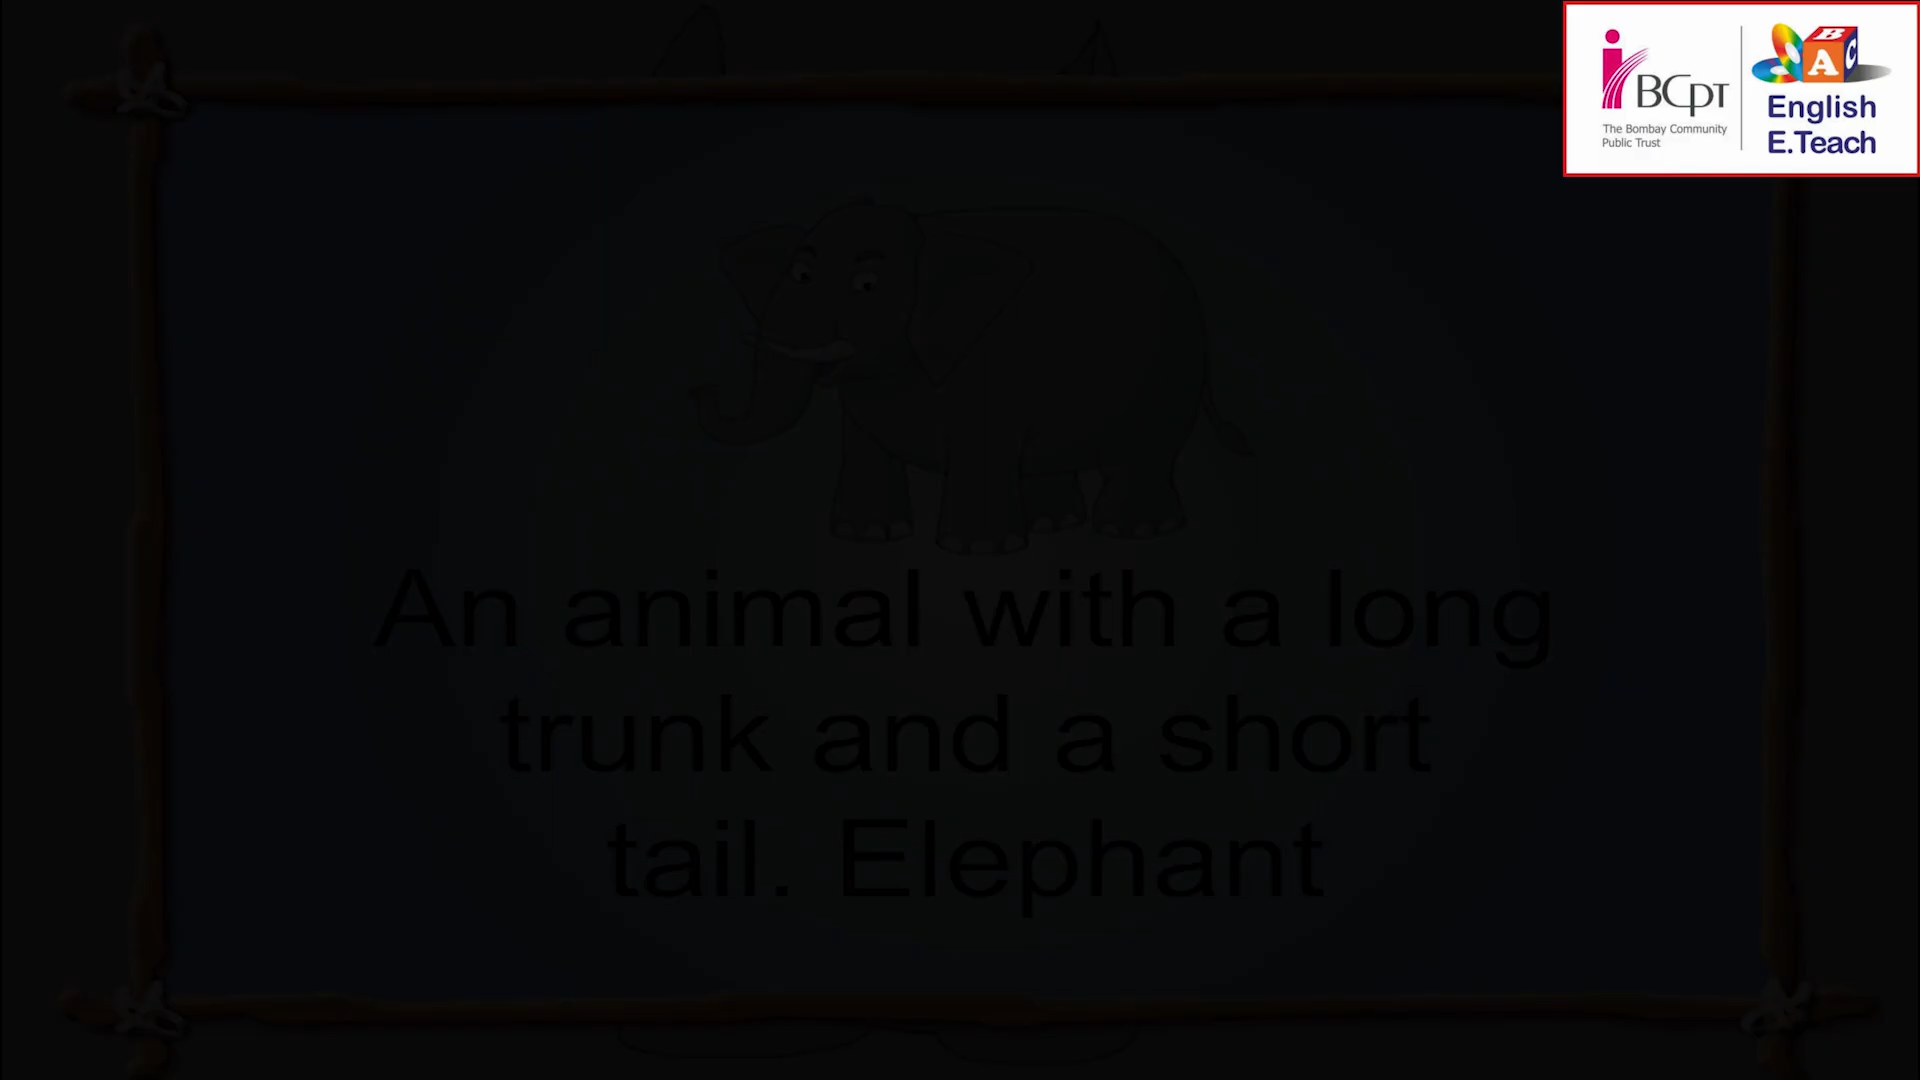 BCPT
The Bombay Community
Public Trust
B
A C
English
E.Teach
An animal with a long
trunk and a short
tail. Elephant